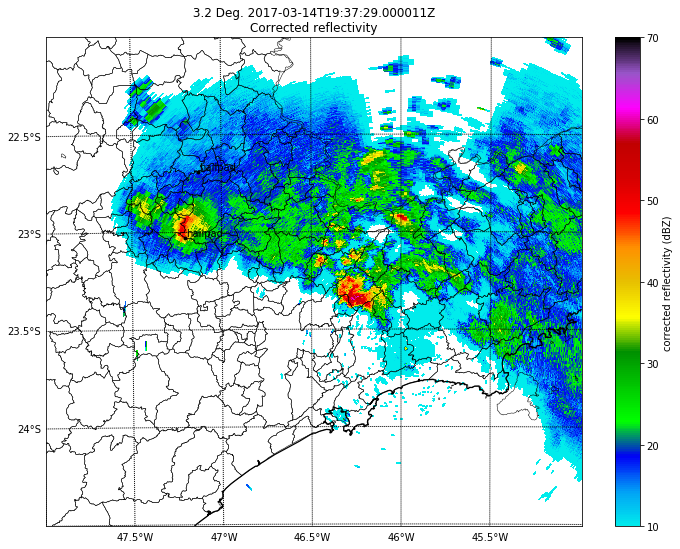 3.2 Deg. 2017-03-14T19:37:29.000011Z
Corrected reflectivity
70
60
50
40
30
20
10
corrected reflectivity (dBZ)
22.5°S
23°S
23.5°S
24°S
47.5°W
47°W
46.5°W
46°W
45.5°W